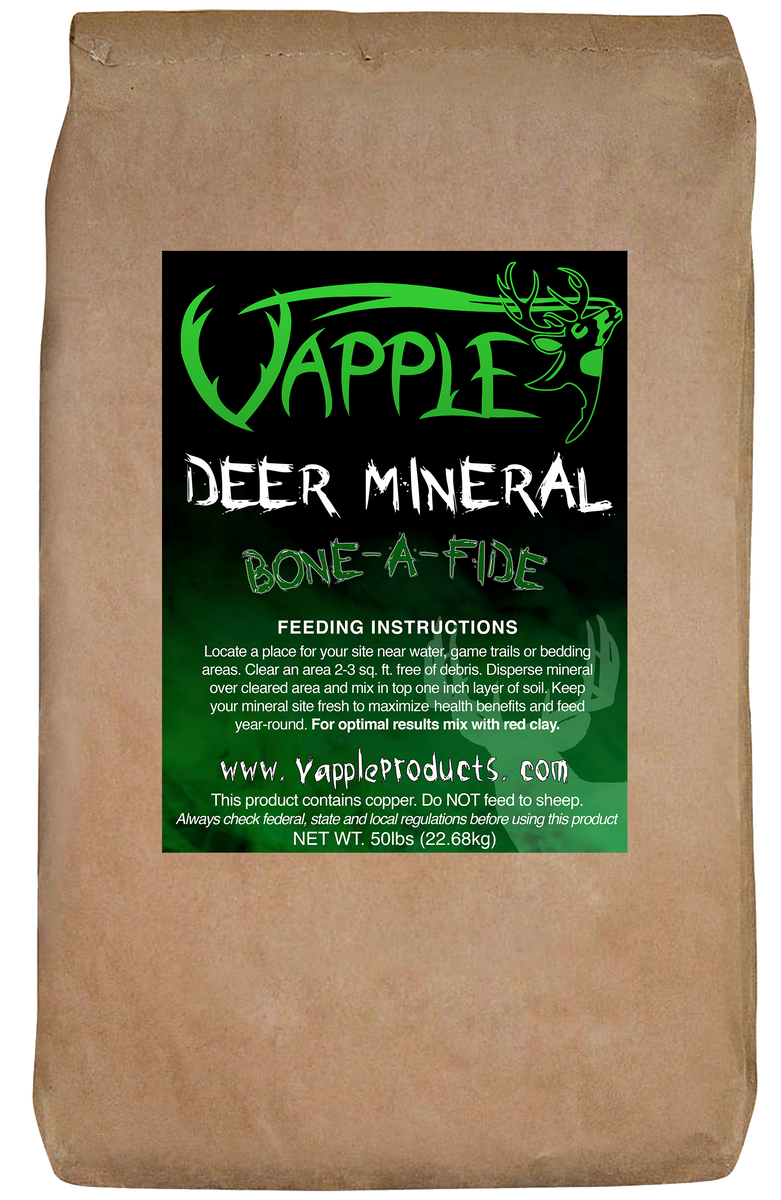 VAPPLE
DEER MINERAL
BONE-A-FIDE
FEEDING INSTRUCTIONS
Locate a place for your site near water, game trails or bedding
areas. Clear an area 2-3 sq. ft. free of debris. Disperse mineral
over cleared area and mix in top one inch layer of soil. Keep
your mineral site fresh to maximize health benefits and feed
year-round. For optimal results mix with red clay.
www.vappleproducts.com
This product contains copper. Do NOT feed to sheep.
Always check federal, state and local regulations before using this product
NET WT. 50lbs (22.68kg)